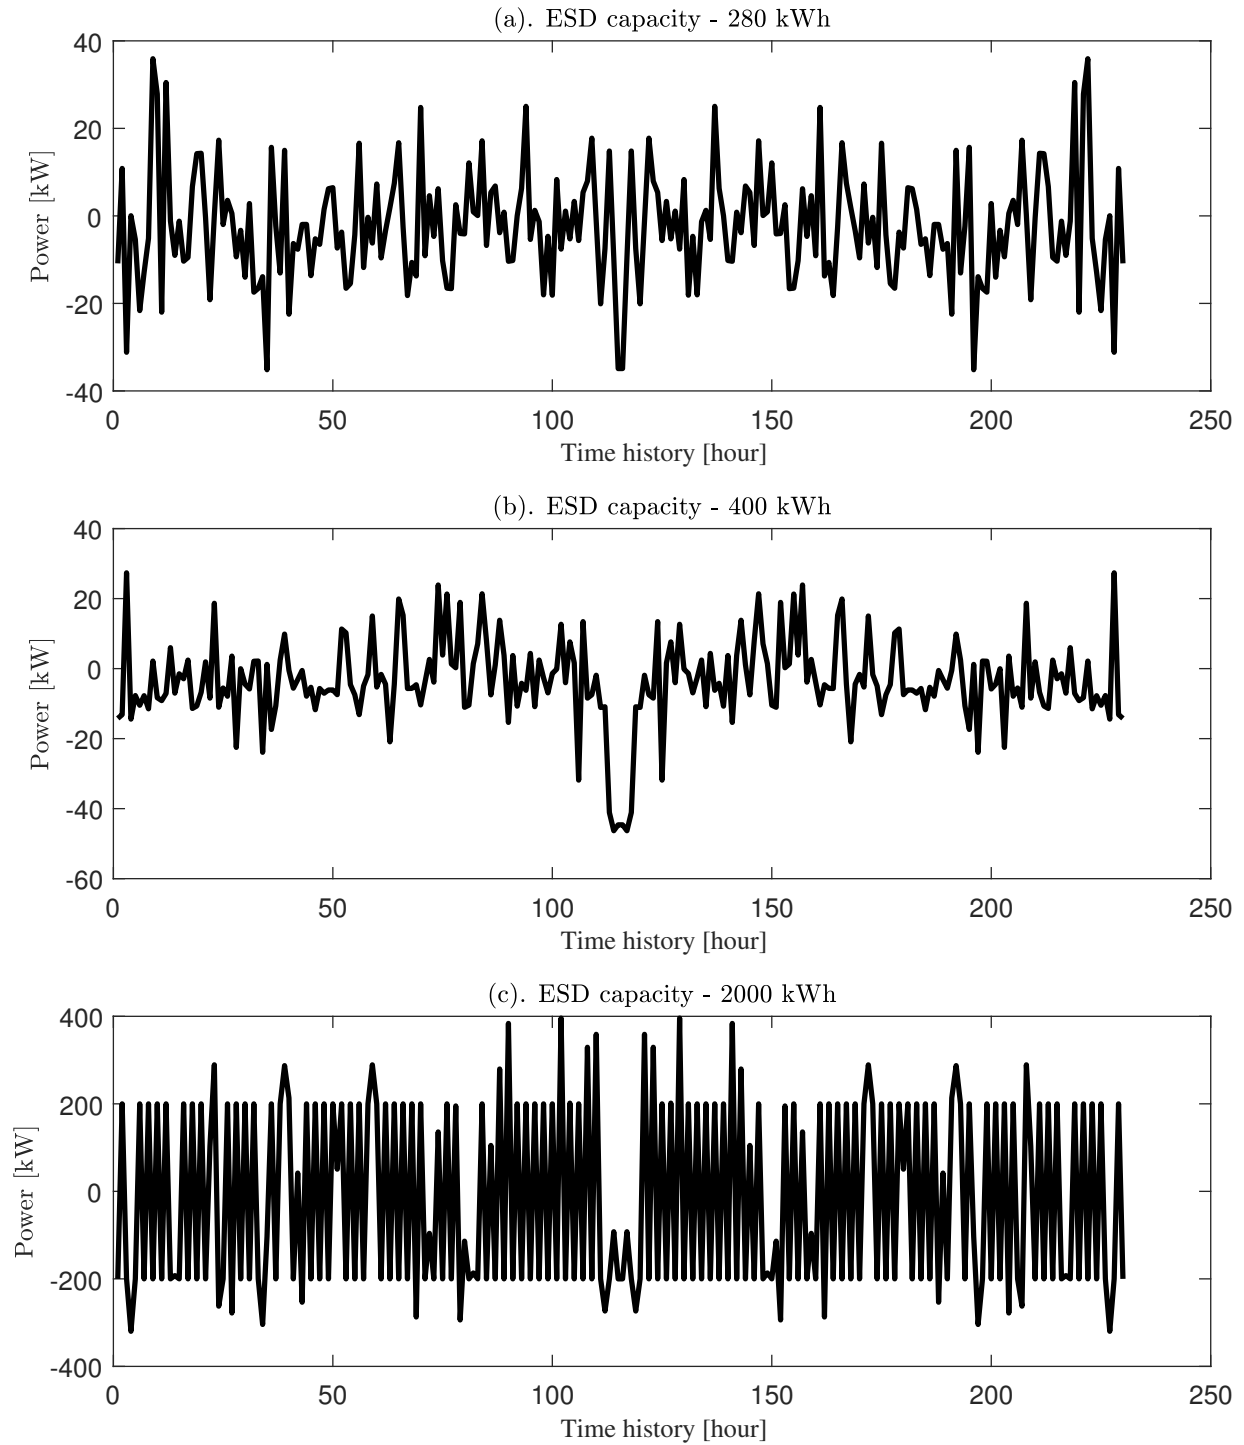 (a). ESD capacity - 280 kWh
40
20
0
-20
-40
Power [kW]
0 50 100 150 200 250
Time history [hour]
(b). ESD capacity - 400 kWh
40
20
0
-20
-40
-60
Power [kW]
0 50 100 150 200 250
Time history [hour]
(c). ESD capacity - 2000 kWh
400
200
0
-200
-400
Power [kW]
0 50 100 150 200 250
Time history [hour]